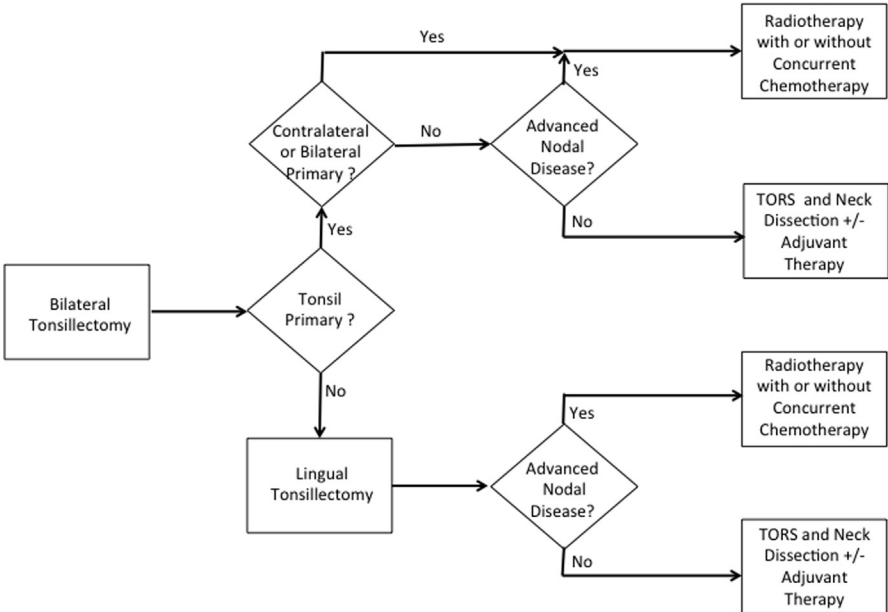 Yes
Radiotherapy
with or without
Concurrent
Chemotherapy
Contralateral
or Bilateral
Primary ?
No
Advanced
Nodal
Disease?
Yes
No
TORS and Neck
Dissection +/-
Adjuvant
Therapy
Yes
Bilateral
Tonsillectomy
Tonsil
Primary ?
No
Lingual
Tonsillectomy
Advanced
Nodal
Disease?
Yes
Radiotherapy
with or without
Concurrent
Chemotherapy
No
TORS and Neck
Dissection +/-
Adjuvant
Therapy